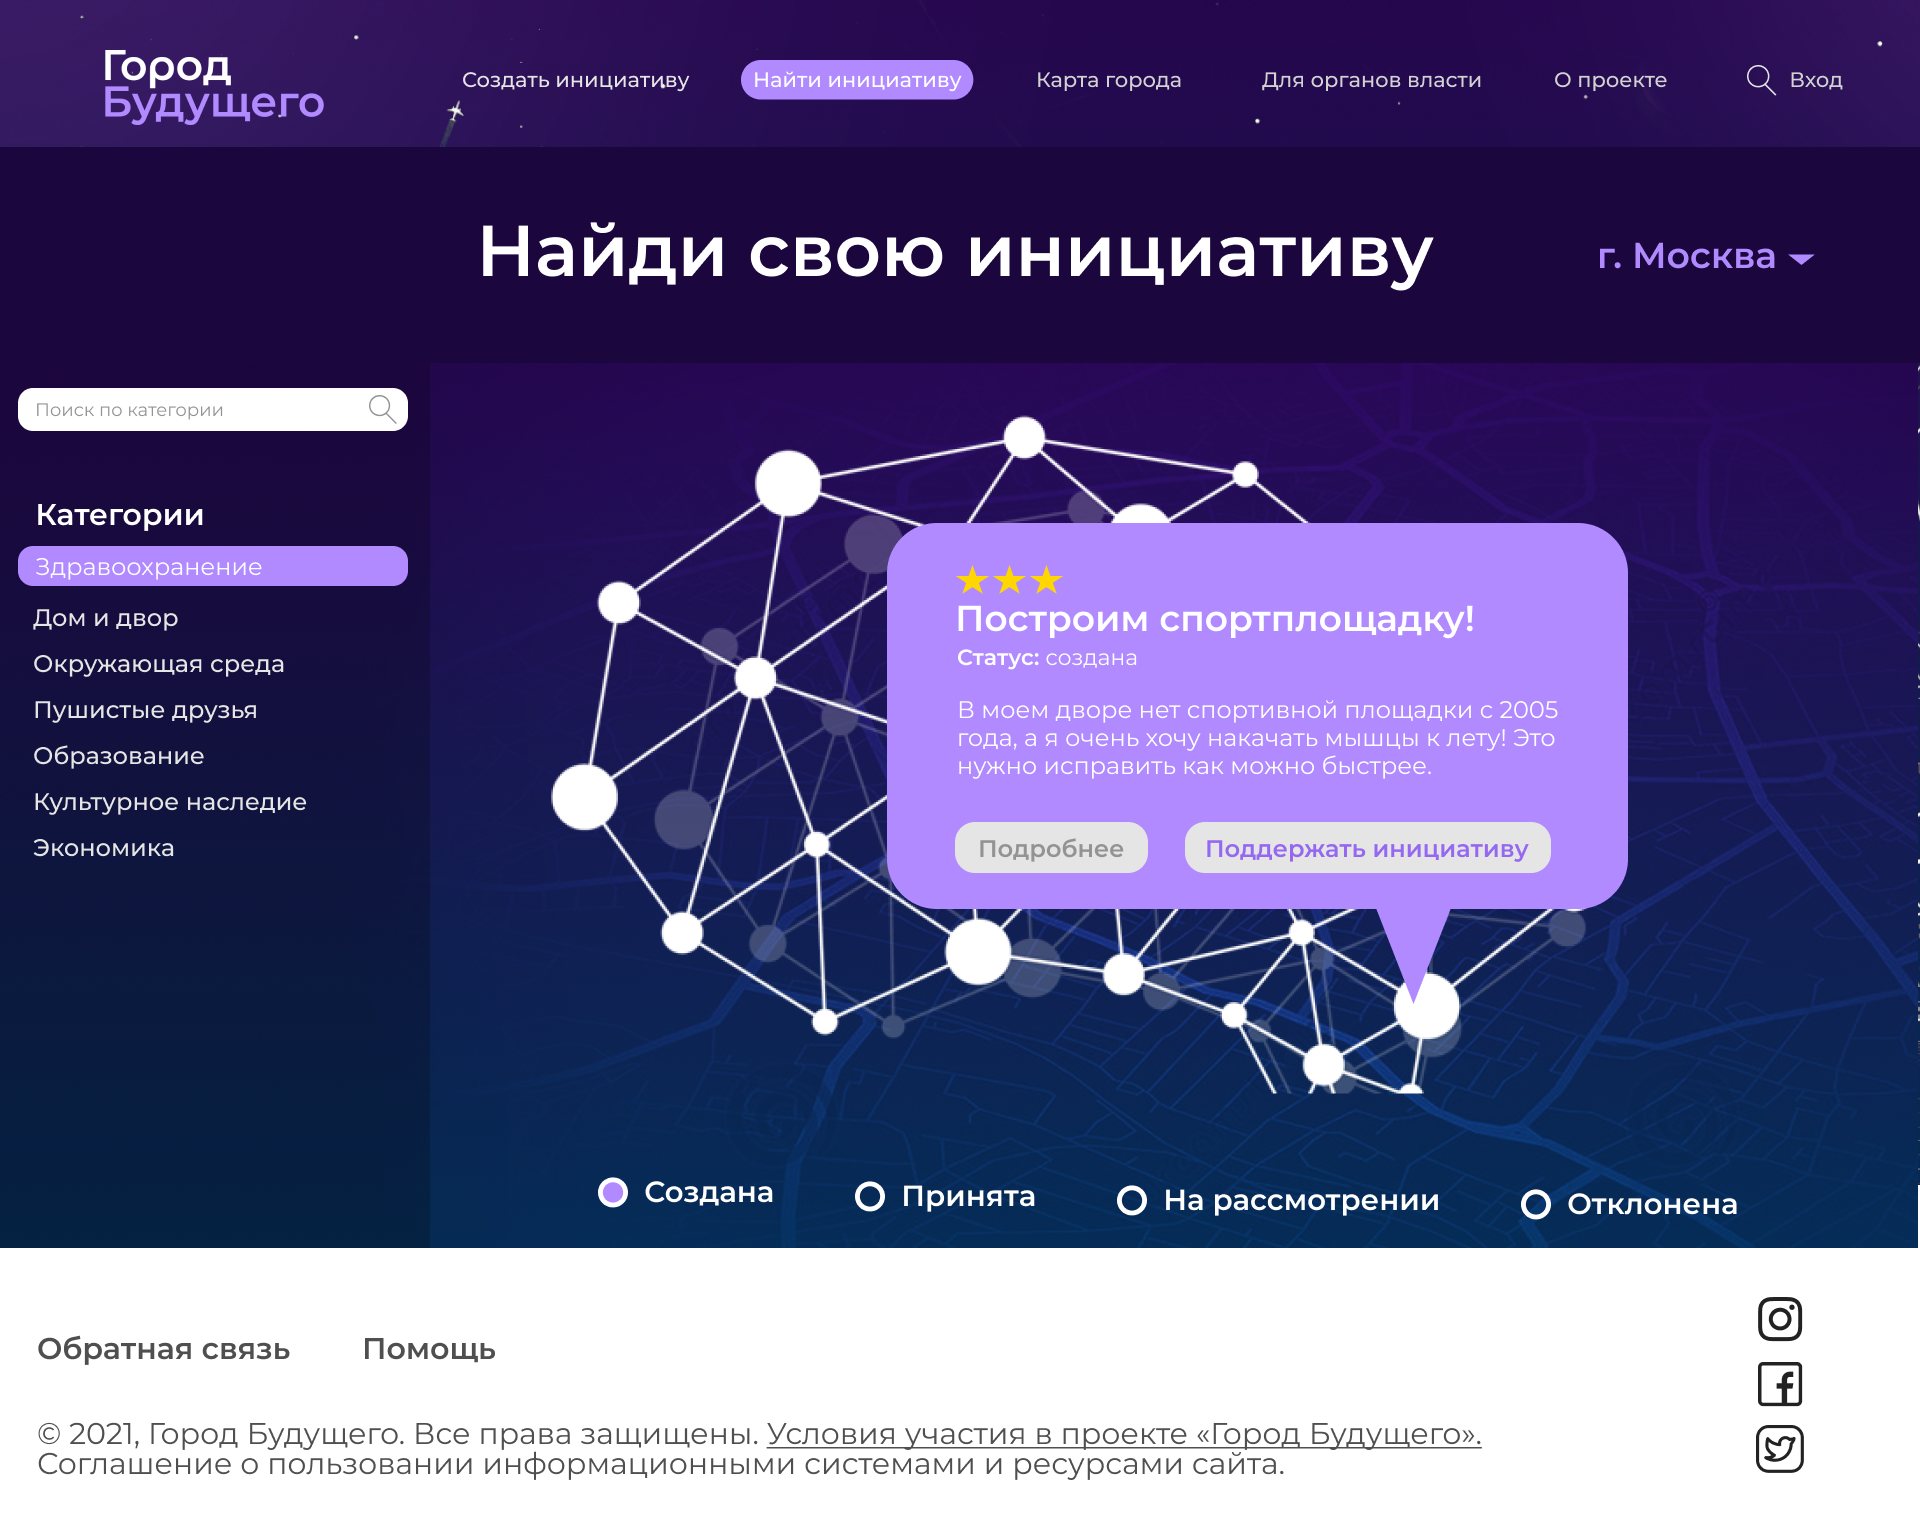 Город
Будущего
Создать инициативу
Найти инициативу
Карта города
Для органов власти
О проекте
Вход
Найди свою инициативу
г. Москва
Поиск по категории
Категории
Здравоохранение
Дом и двор
Окружающая среда
Пушистые друзья
Образование
Культурное наследие
Экономика
Построим спортплощадку!
Статус: создана
В моем дворе нет спортивной площадки с 2005
года, а я очень хочу накачать мышцы к лету! Это
нужно исправить как можно быстрее.
Подробнее
Поддержать инициативу
Создана
Принята
На рассмотрении
Отклонена
Обратная связь
Помощь
© 2021, Город Будущего. Все права защищены. Условия участия в проекте «Город Будущего».
Соглашение о пользовании информационными системами и ресурсами сайта.